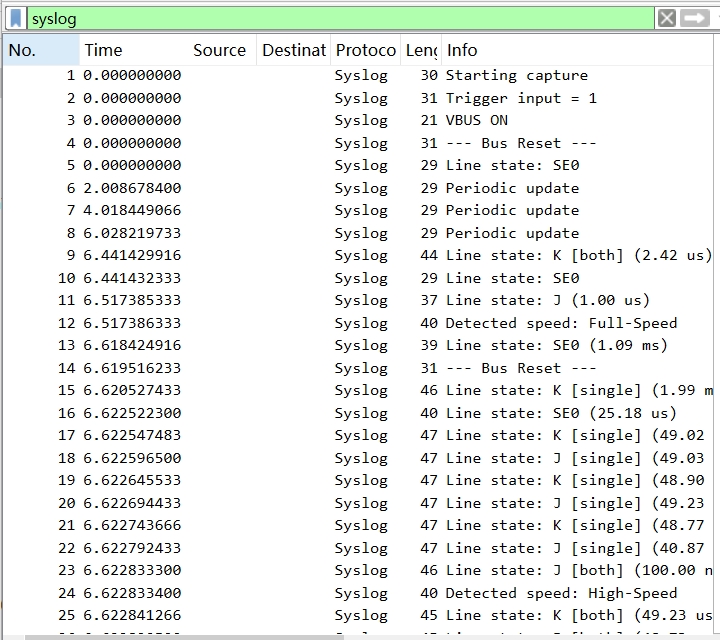 syslog
No. Time Source Destinat Protoco Leng Info
1 0.000000000 Syslog 30 Starting capture
2 0.000000000 Syslog 31 Trigger input = 1
3 0.000000000 Syslog 21 VBUS ON
4 0.000000000 Syslog 31 --- Bus Reset ---
5 0.000000000 Syslog 29 Line state: SE0
6 2.008678400 Syslog 29 Periodic update
7 4.018449066 Syslog 29 Periodic update
8 6.028219733 Syslog 29 Periodic update
9 6.441429916 Syslog 44 Line state: K [both] (2.42 us)
10 6.441432333 Syslog 29 Line state: SE0
11 6.517385333 Syslog 37 Line state: J (1.00 us)
12 6.517386333 Syslog 40 Detected speed: Full-Speed
13 6.618424916 Syslog 39 Line state: SE0 (1.09 ms)
14 6.619516233 Syslog 31 --- Bus Reset ---
15 6.620527433 Syslog 46 Line state: K [single] (1.99 m
16 6.622522300 Syslog 40 Line state: SE0 (25.18 us)
17 6.622547483 Syslog 47 Line state: K [single] (49.02
18 6.622596500 Syslog 47 Line state: J [single] (49.03
19 6.622645533 Syslog 47 Line state: K [single] (48.90
20 6.622694433 Syslog 47 Line state: J [single] (49.23
21 6.622743666 Syslog 47 Line state: K [single] (48.77
22 6.622792433 Syslog 47 Line state: J [single] (40.87
23 6.622833300 Syslog 46 Line state: J [both] (100.00 n
24 6.622833400 Syslog 40 Detected speed: High-Speed
25 6.622841266 Syslog 45 Line state: K [both] (49.23 us